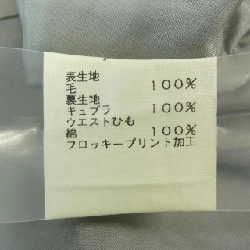 表生地
毛 100%
裏生地
キュプラ 100%
ウエストひも
綿 100%
フロッキープリント加工